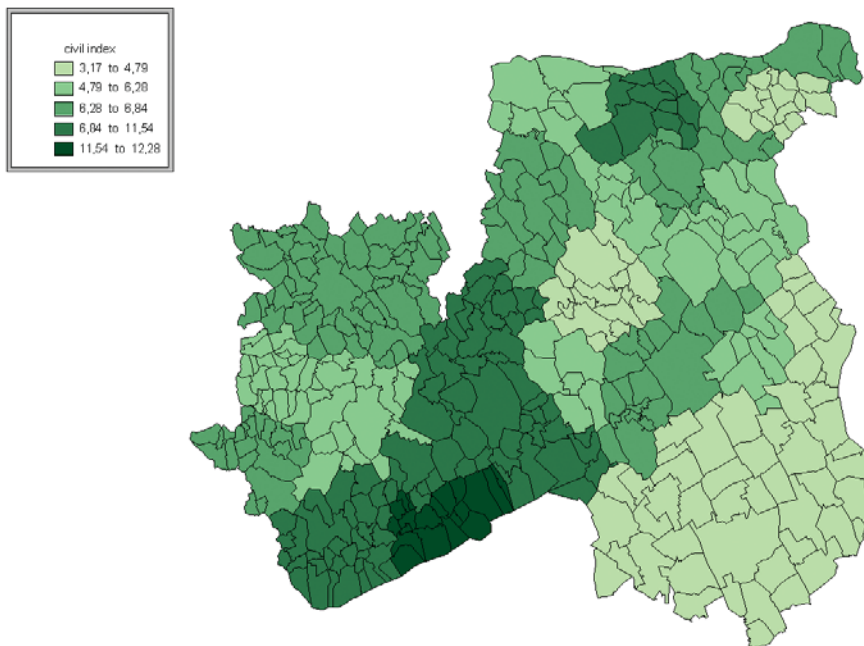 civil index
3,17 to 4,79
4,79 to 6,28
6,28 to 6,84
6,84 to 11,54
11,54 to 12,28